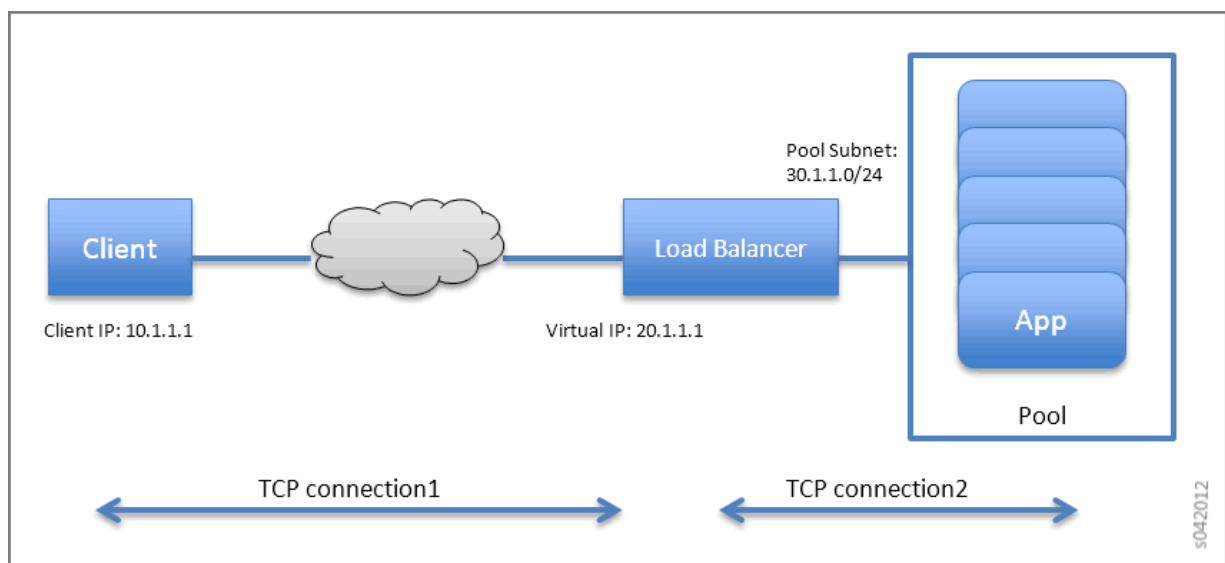 Pool Subnet:
30.1.1.0/24
Client
Load Balancer
App
Client IP: 10.1.1.1
Virtual IP: 20.1.1.1
Pool
TCP connection1
TCP connection2
s042012